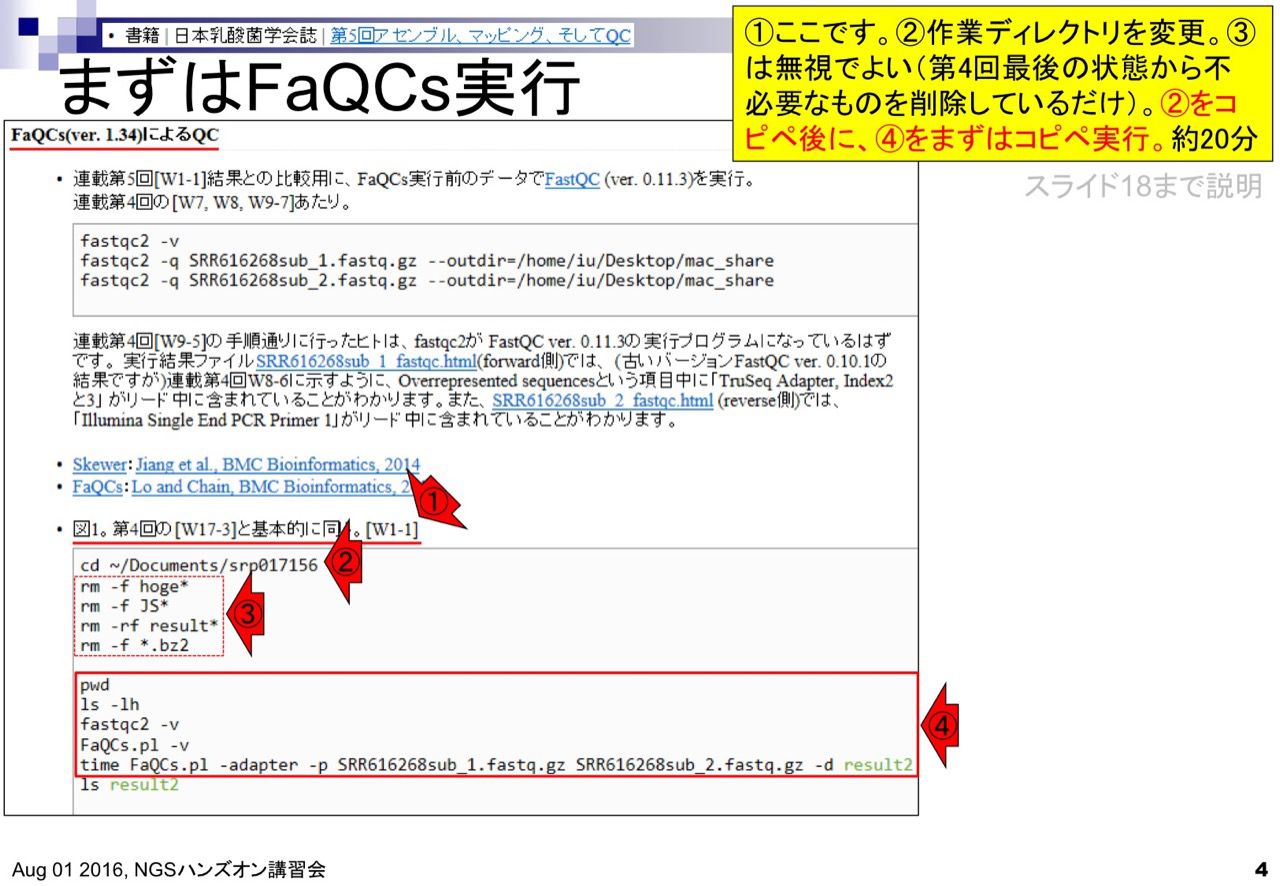 • 書籍 | 日本乳酸菌学会誌 | 第5回アセンブル、マッピング、そしてQC
まずはFaQCs実行
①ここです。②作業ディレクトリを変更。③
は無視でよい（第4回最後の状態から不
必要なものを削除しているだけ）。②をコ
ピペ後に、④をまずはコピペ実行。約20分
スライド18まで説明
FaQCs(ver. 1.34)によるQC
• 連載第5回[W1-1]結果との比較用に、FaQCs実行前のデータでFastQC (ver. 0.11.3)を実行。
連載第4回の[W7, W8, W9-7]あたり。
fastqc2 -v
fastqc2 -q SRR616268sub_1.fastq.gz --outdir=/home/iu/Desktop/mac_share
fastqc2 -q SRR616268sub_2.fastq.gz --outdir=/home/iu/Desktop/mac_share
連載第4回[W9-5]の手順通りに行ったヒトは、fastqc2が FastQC ver. 0.11.3の実行プログラムになっているはず
です。実行結果ファイルSRR616268sub_1_fastqc.html(forward側)では、(古いバージョンFastQC ver. 0.10.1の
結果ですが)連載第4回W8-6に示すように、Overrepresented sequencesという項目中に「TruSeq Adapter, Index2
と3」がリード中に含まれていることがわかります。また、SRR616268sub_2_fastqc.html (reverse側)では、
「Illumina Single End PCR Primer 1」がリード中に含まれていることがわかります。
• Skewer：Jiang et al., BMC Bioinformatics, 2014
• FaQCs：Lo and Chain, BMC Bioinformatics, 2
①
• 図1。第4回の[W17-3]と基本的に同じ。[W1-1]
cd ~/Documents/srp017156
②
rm -f hoge*
rm -f JS*
rm -rf result*
rm -f *.bz2
③
pwd
ls -lh
fastqc2 -v
FaQCs.pl -v
time FaQCs.pl -adapter -p SRR616268sub_1.fastq.gz SRR616268sub_2.fastq.gz -d result2
④
ls result2
Aug 01 2016, NGSハンズオン講習会
4